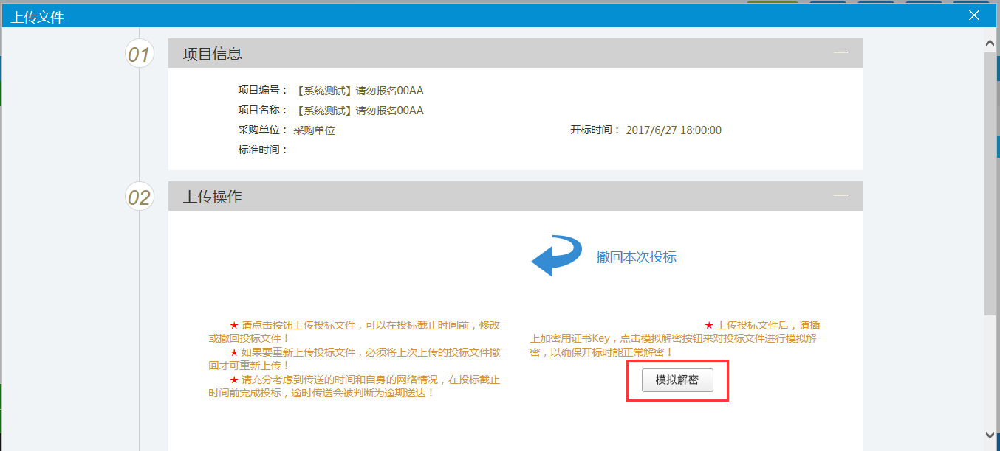 上传文件
01
项目信息
项目编号： 【系统测试】请勿报名00AA
项目名称： 【系统测试】请勿报名00AA
采购单位： 采购单位 开标时间： 2017/6/27 18:00:00
标准时间：
02
上传操作
撤回本次投标
★ 请点击按钮上传投标文件，可以在投标截止时间前，修改
或撤回投标文件！
★ 如果要重新上传投标文件，必须将上次上传的投标文件撤
回才可重新上传！
★ 请充分考虑到传送的时间和自身的网络情况，在投标截止
时间前完成投标，逾时传送会被判断为逾期送达！
★ 上传投标文件后，请插
上加密用证书Key，点击模拟解密按钮来对投标文件进行模拟解
密，以确保开标时能正常解密！
模拟解密